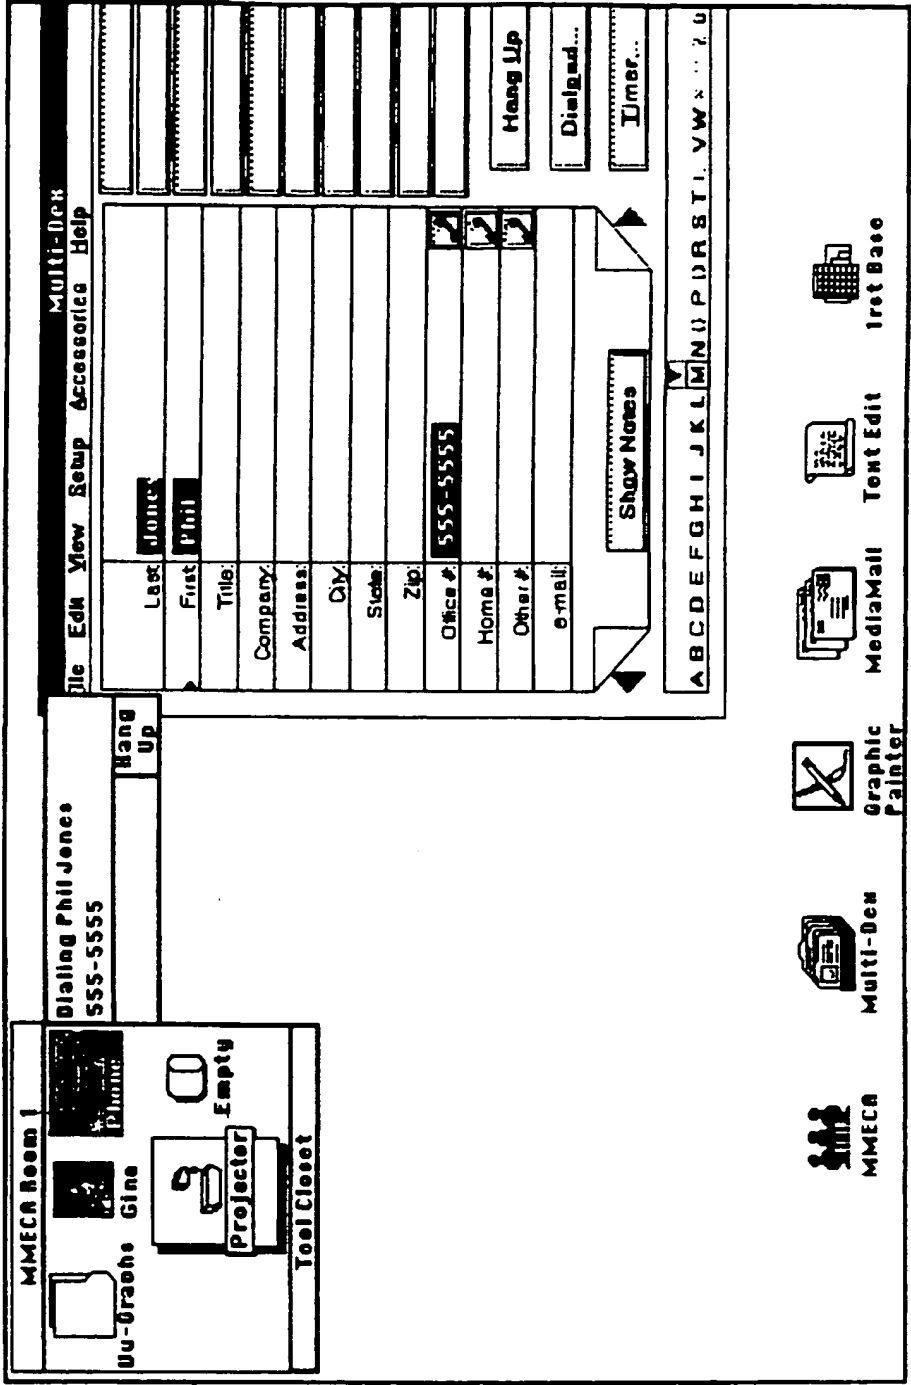 MMECA Room 1
Vu-Graphs
Gina
Phone
Projector
Empty
Tool Closet
Dialing Phil Jones
555-5555
Hang
Up
Multi-Dex
File Edit View Setup Accessories Help
Last
Jones
First
Phil
Title:
Company:
Address:
City:
State:
Zip:
Office #:
555-5555
Home #:
Other #:
e-mail:
Show Notes
Hang Up
Dialpad...
Timer...
A B C D E F G H I J K L M N O P Q R S T U V W X Y Z
MMECA
Multi-Dex
Graphic
Painter
MediaMail
Text Edit